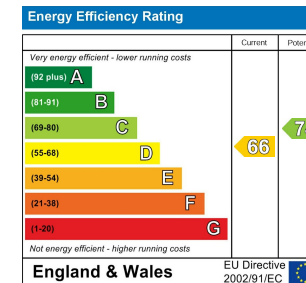 Energy Efficiency Rating
Current
Very energy efficient - lower running costs
(92 plus) A
(81-91) B
(69-80) C
(55-68) D
66
(39-54) E
(21-38) F
(1-20) G
Not energy efficient - higher running costs
England & Wales
EU Directive
2002/91/EC